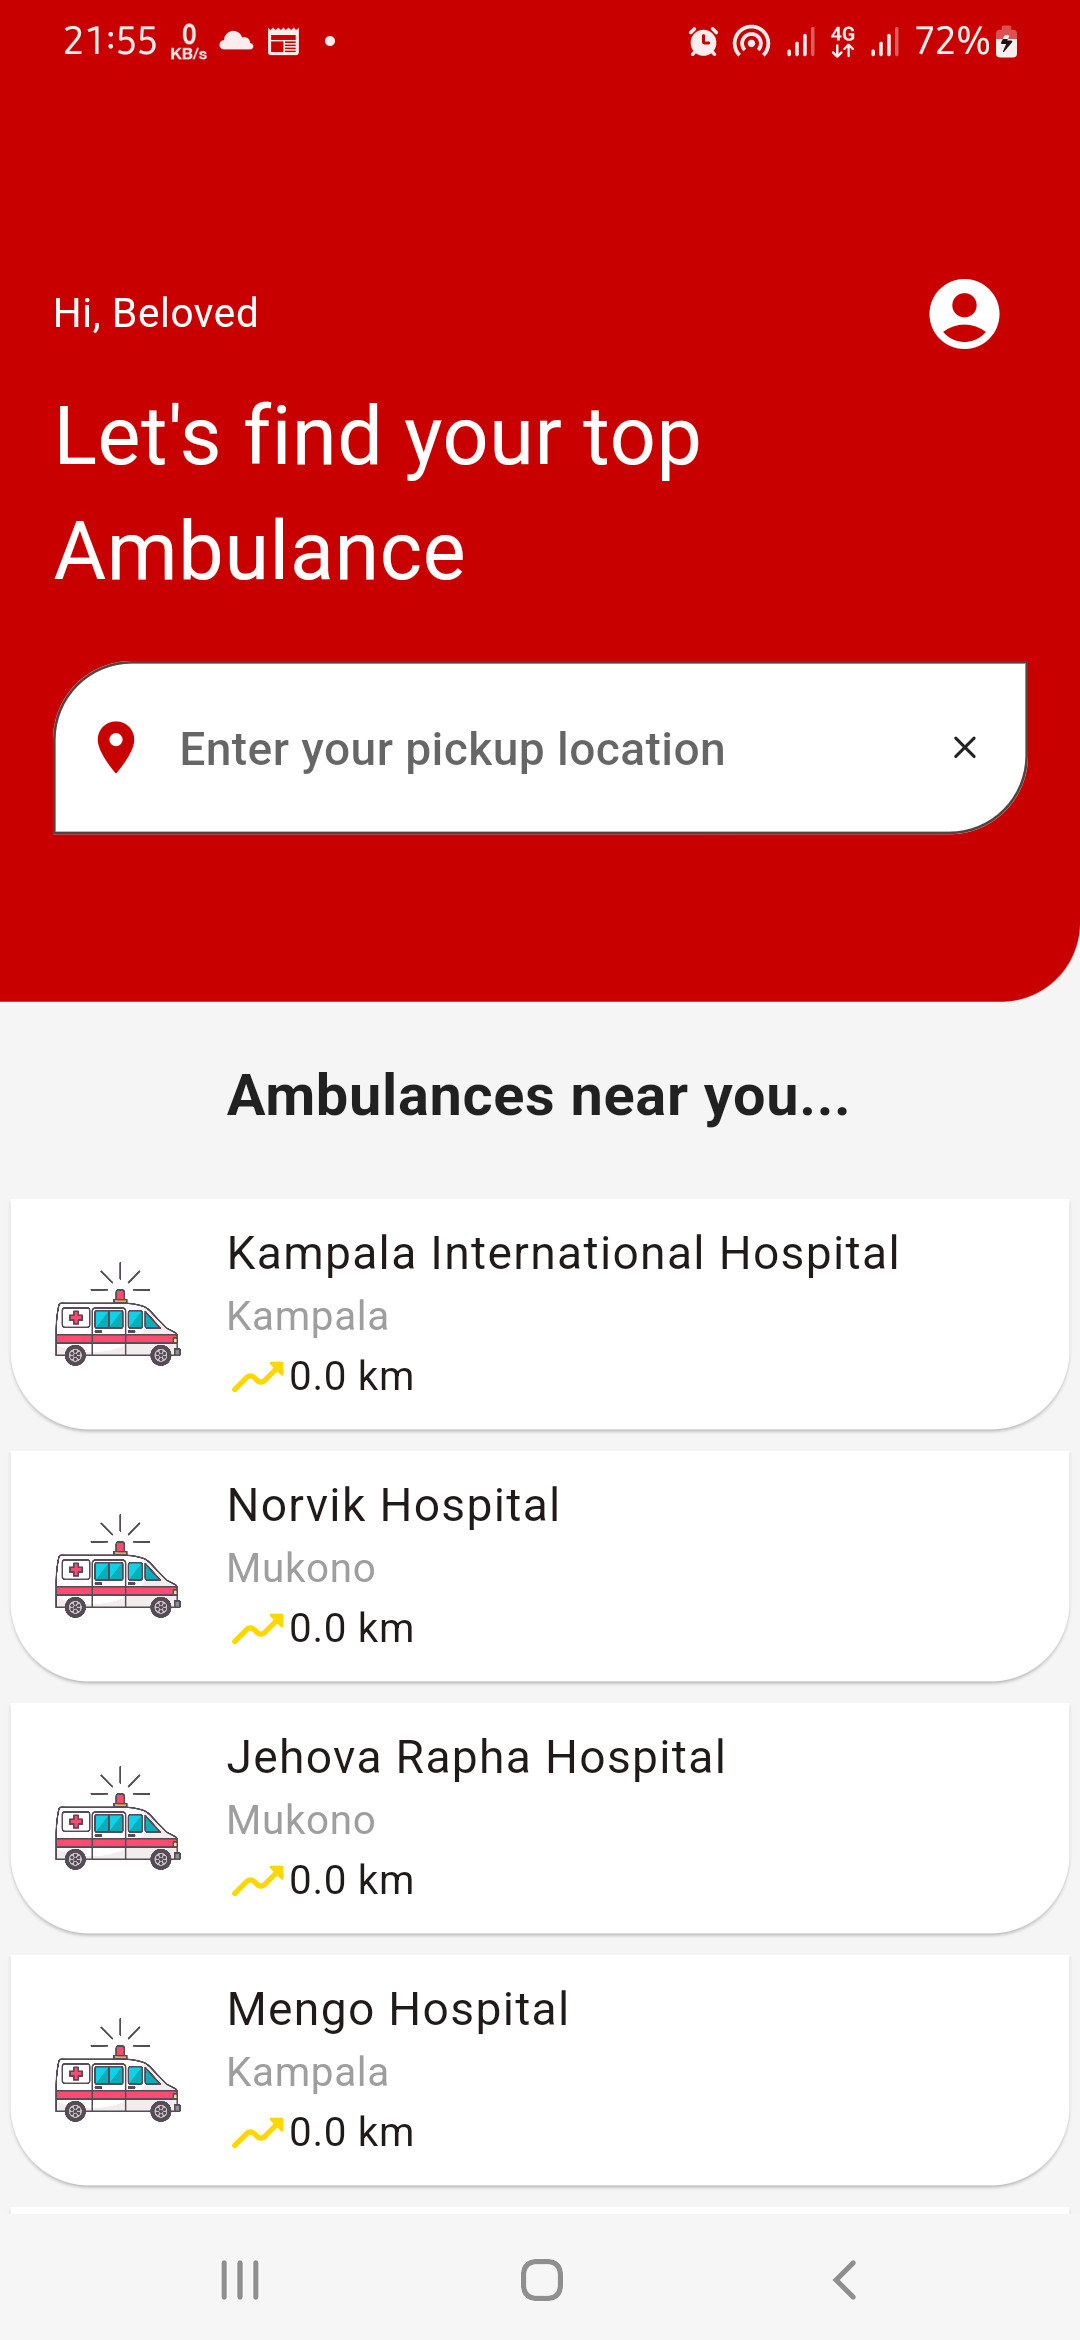 21:55 0 KB/s 4G 72%
Hi, Beloved
Let's find your top
Ambulance
Enter your pickup location
Ambulances near you...
Kampala International Hospital
Kampala
0.0 km
Norvik Hospital
Mukono
0.0 km
Jehova Rapha Hospital
Mukono
0.0 km
Mengo Hospital
Kampala
0.0 km